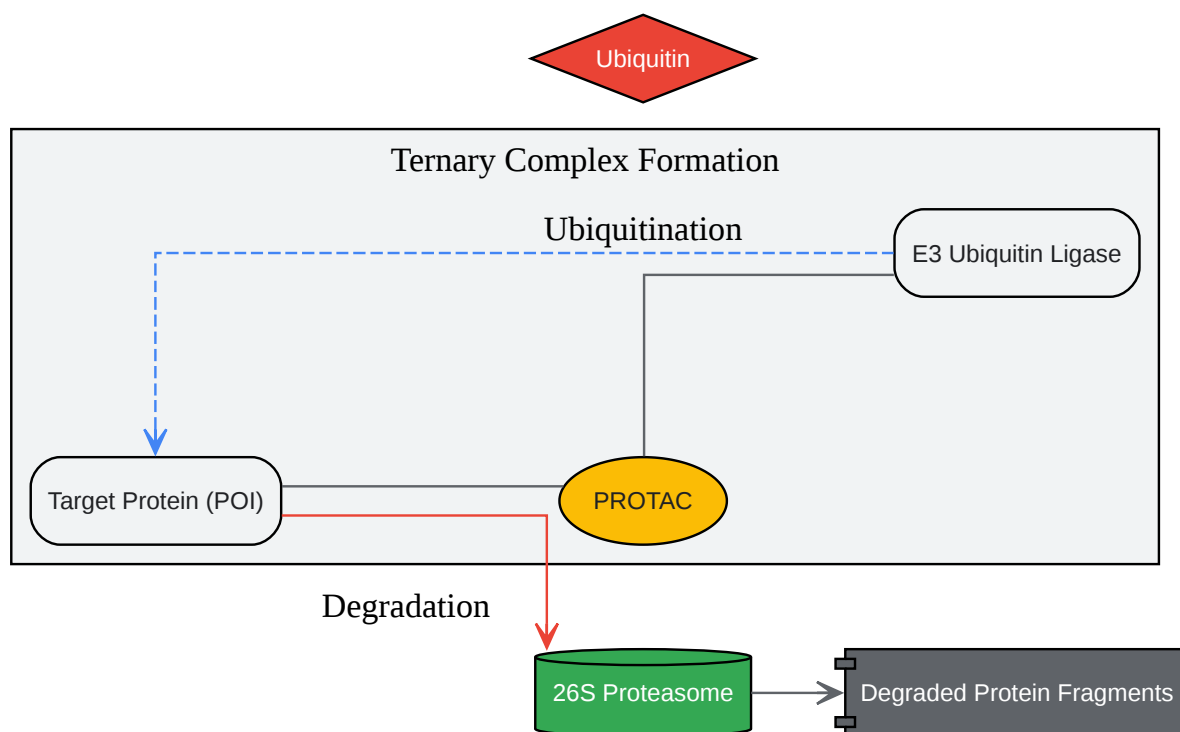 Ubiquitin
Ternary Complex Formation
Ubiquitination
E3 Ubiquitin Ligase
Target Protein (POI)
PROTAC
Degradation
26S Proteasome
Degraded Protein Fragments